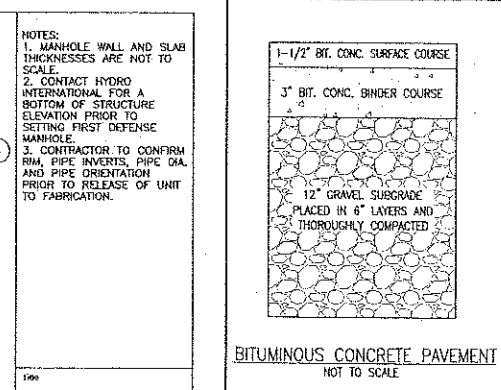 NOTES:
1. MANHOLE WALL AND SLAB
THICKNESSES ARE NOT TO
SCALE.
2. CONTACT HYDRO
INTERNATIONAL FOR A
BOTTOM OF STRUCTURE
ELEVATION PRIOR TO
SETTING FIRST DEFENSE
MANHOLE.
3. CONTRACTOR TO CONFIRM
RIM, PIPE INVERTS, PIPE DIA.
AND PIPE ORIENTATION
PRIOR TO RELEASE OF UNIT
TO FABRICATION.
1-1/2" BIT. CONC. SURFACE COURSE
3" BIT. CONC. BINDER COURSE
12" GRAVEL SUBGRADE
PLACED IN 6" LAYERS AND
THOROUGHLY COMPACTED
BITUMINOUS CONCRETE PAVEMENT
NOT TO SCALE